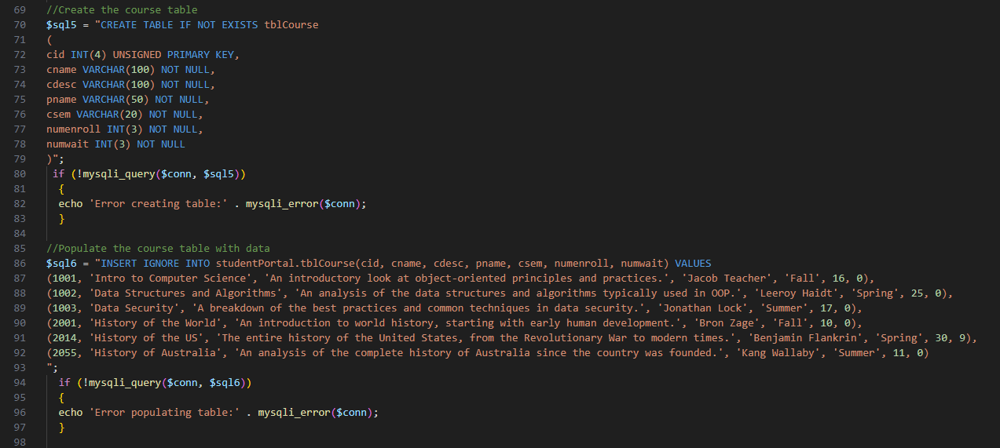 69 //Create the course table
70 $sql5 = "CREATE TABLE IF NOT EXISTS tblCourse
71 (
72 cid INT(4) UNSIGNED PRIMARY KEY,
73 cname VARCHAR(100) NOT NULL,
74 cdesc VARCHAR(100) NOT NULL,
75 pname VARCHAR(50) NOT NULL,
76 csem VARCHAR(20) NOT NULL,
77 numenroll INT(3) NOT NULL,
78 numwait INT(3) NOT NULL
79 )";
80 if (!mysqli_query($conn, $sql5))
81 {
82 echo 'Error creating table:' . mysqli_error($conn);
83 }
84
85 //Populate the course table with data
86 $sql6 = "INSERT IGNORE INTO studentPortal.tblCourse(cid, cname, cdesc, pname, csem, numenroll, numwait) VALUES
87 (1001, 'Intro to Computer Science', 'An introductory look at object-oriented principles and practices.', 'Jacob Teacher', 'Fall', 16, 0),
88 (1002, 'Data Structures and Algorithms', 'An analysis of the data structures and algorithms typically used in OOP.', 'Leeroy Haidt', 'Spring', 25, 0),
89 (1003, 'Data Security', 'A breakdown of the best practices and common techniques in data security.', 'Jonathan Lock', 'Summer', 17, 0),
90 (2001, 'History of the World', 'An introduction to world history, starting with early human development.', 'Bron Zage', 'Fall', 10, 0),
91 (2014, 'History of the US', 'The entire history of the United States, from the Revolutionary War to modern times.', 'Benjamin Flankrin', 'Spring', 30, 9),
92 (2055, 'History of Australia', 'An analysis of the complete history of Australia since the country was founded.', 'Kang Wallaby', 'Summer', 11, 0)
93 ";
94 if (!mysqli_query($conn, $sql6))
95 {
96 echo 'Error populating table:' . mysqli_error($conn);
97 }
98